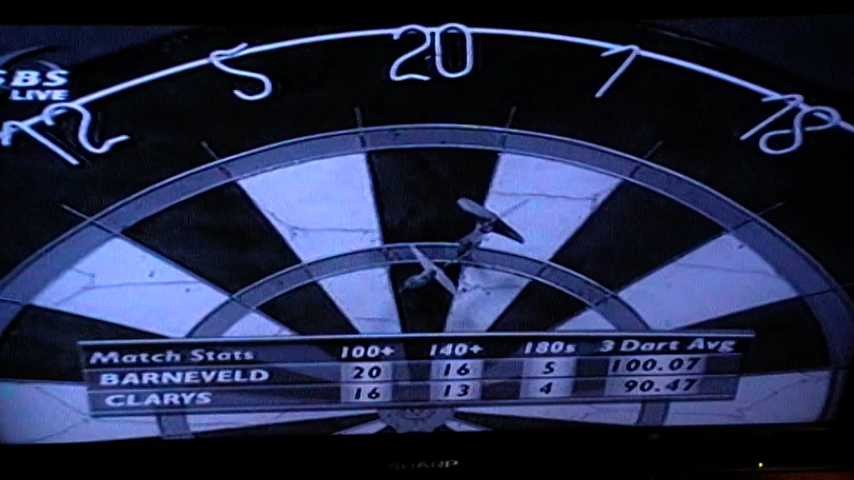 SBS
LIVE
12 5 20 1 18
Match Stats 100+ 140+ 180s 3 Dart Avg
BARNEVELD 20 16 5 100.07
CLARYS 16 13 4 90.47
SHARP